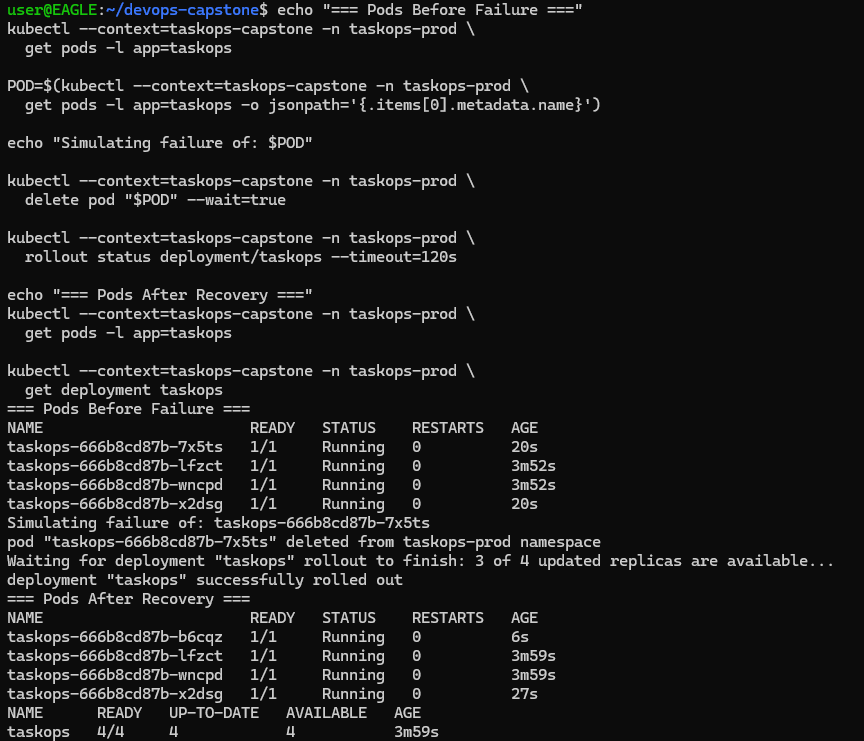 user@EAGLE:~/devops-capstone$ echo "=== Pods Before Failure ==="
kubectl --context=taskops-capstone -n taskops-prod \
  get pods -l app=taskops

POD=$(kubectl --context=taskops-capstone -n taskops-prod \
  get pods -l app=taskops -o jsonpath='{.items[0].metadata.name}')

echo "Simulating failure of: $POD"

kubectl --context=taskops-capstone -n taskops-prod \
  delete pod "$POD" --wait=true

kubectl --context=taskops-capstone -n taskops-prod \
  rollout status deployment/taskops --timeout=120s

echo "=== Pods After Recovery ==="
kubectl --context=taskops-capstone -n taskops-prod \
  get pods -l app=taskops

kubectl --context=taskops-capstone -n taskops-prod \
  get deployment taskops
=== Pods Before Failure ===
NAME                       READY   STATUS    RESTARTS   AGE
taskops-666b8cd87b-7x5ts   1/1     Running   0          20s
taskops-666b8cd87b-lfzct   1/1     Running   0          3m52s
taskops-666b8cd87b-wncpd   1/1     Running   0          3m52s
taskops-666b8cd87b-x2dsg   1/1     Running   0          20s
Simulating failure of: taskops-666b8cd87b-7x5ts
pod "taskops-666b8cd87b-7x5ts" deleted from taskops-prod namespace
Waiting for deployment "taskops" rollout to finish: 3 of 4 updated replicas are available...
deployment "taskops" successfully rolled out
=== Pods After Recovery ===
NAME                       READY   STATUS    RESTARTS   AGE
taskops-666b8cd87b-b6cqz   1/1     Running   0          6s
taskops-666b8cd87b-lfzct   1/1     Running   0          3m59s
taskops-666b8cd87b-wncpd   1/1     Running   0          3m59s
taskops-666b8cd87b-x2dsg   1/1     Running   0          27s
NAME      READY   UP-TO-DATE   AVAILABLE   AGE
taskops   4/4     4            4           3m59s